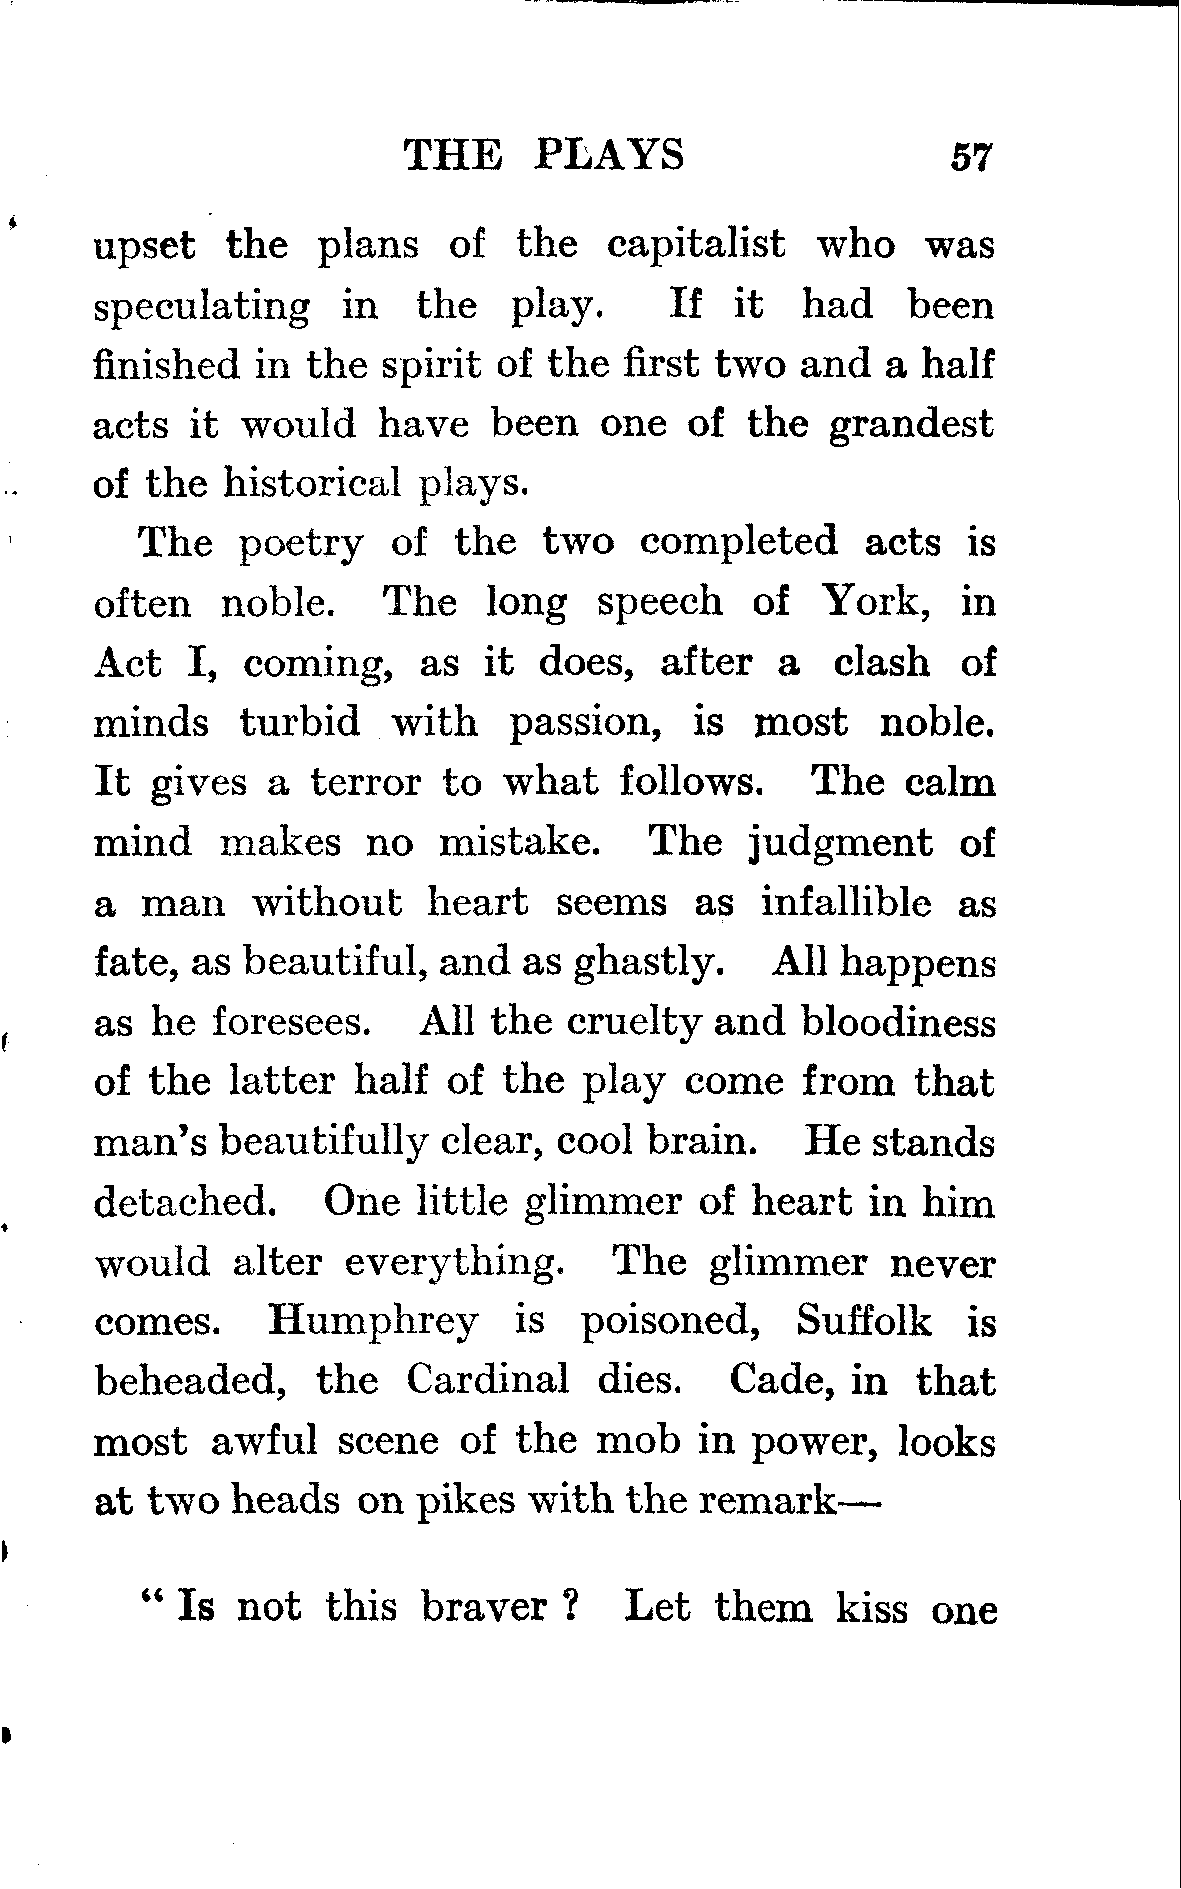 THE PLAYS 57
upset the plans of the capitalist who was
speculating in the play. If it had been
finished in the spirit of the first two and a half
acts it would have been one of the grandest
of the historical plays.
The poetry of the two completed acts is
often noble. The long speech of York, in
Act I, coming, as it does, after a clash of
minds turbid with passion, is most noble.
It gives a terror to what follows. The calm
mind makes no mistake. The judgment of
a man without heart seems as infallible as
fate, as beautiful, and as ghastly. All happens
as he foresees. All the cruelty and bloodiness
of the latter half of the play come from that
man's beautifully clear, cool brain. He stands
detached. One little glimmer of heart in him
would alter everything. The glimmer never
comes. Humphrey is poisoned, Suffolk is
beheaded, the Cardinal dies. Cade, in that
most awful scene of the mob in power, looks
at two heads on pikes with the remark—
“ Is not this braver ? Let them kiss one